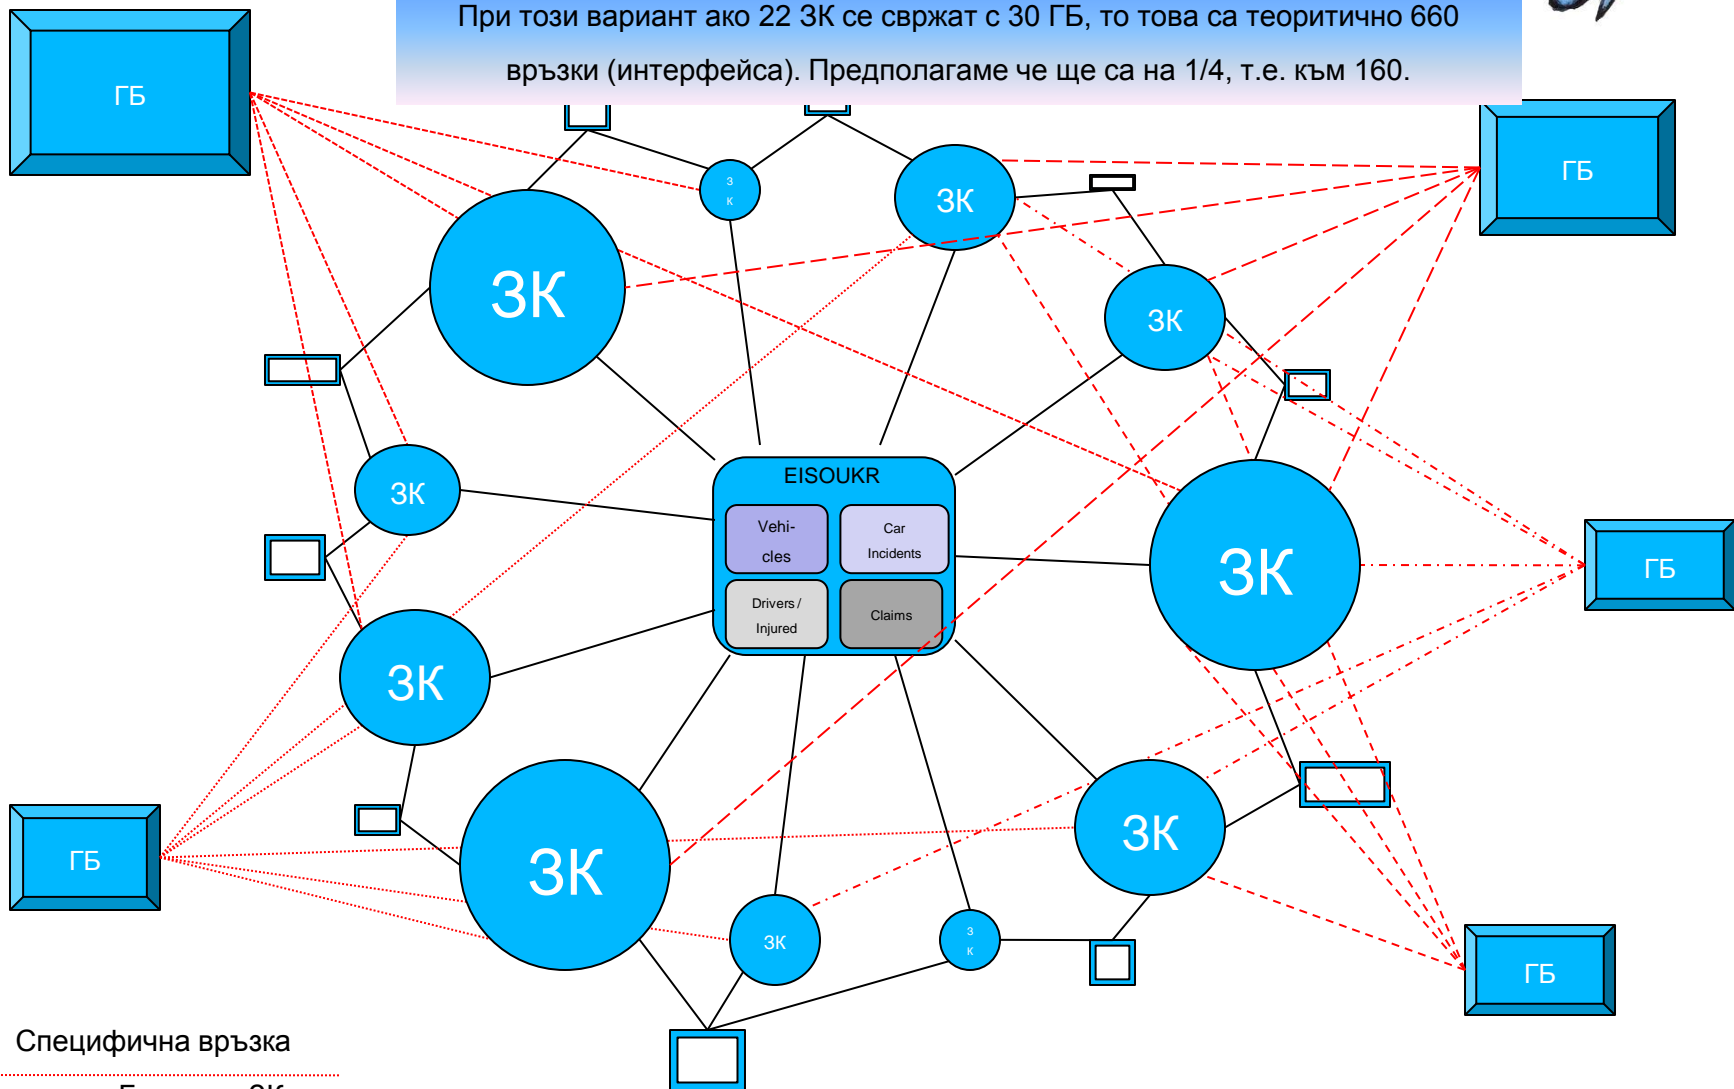 При този вариант ако 22 ЗК се свржат с 30 ГБ, то това са теоритично 660
връзки (интерфейса). Предполагаме че ще са на 1/4, т.е. към 160.
ГБ
ГБ
З
К
ЗК
ЗК
ЗК
ЗК
EISOUKR
Vehi-
cles
Car
Incidents
Drivers /
Injured
Claims
ЗК
ГБ
ЗК
ЗК
ЗК
ГБ
ЗК
З
К
ГБ
Специфична връзка